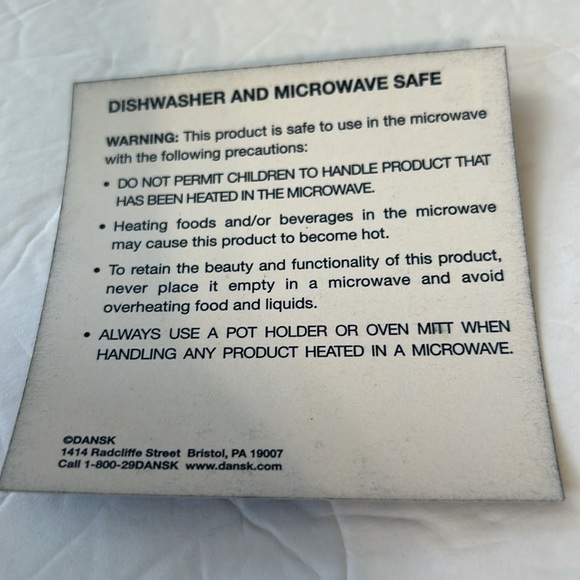 DISHWASHER AND MICROWAVE SAFE
WARNING: This product is safe to use in the microwave
with the following precautions:
• DO NOT PERMIT CHILDREN TO HANDLE PRODUCT THAT
HAS BEEN HEATED IN THE MICROWAVE.
• Heating foods and/or beverages in the microwave
may cause this product to become hot.
• To retain the beauty and functionality of this product,
never place it empty in a microwave and avoid
overheating food and liquids.
• ALWAYS USE A POT HOLDER OR OVEN MITT WHEN
HANDLING ANY PRODUCT HEATED IN A MICROWAVE.
©DANSK
1414 Radcliffe Street Bristol, PA 19007
Call 1-800-29DANSK www.dansk.com